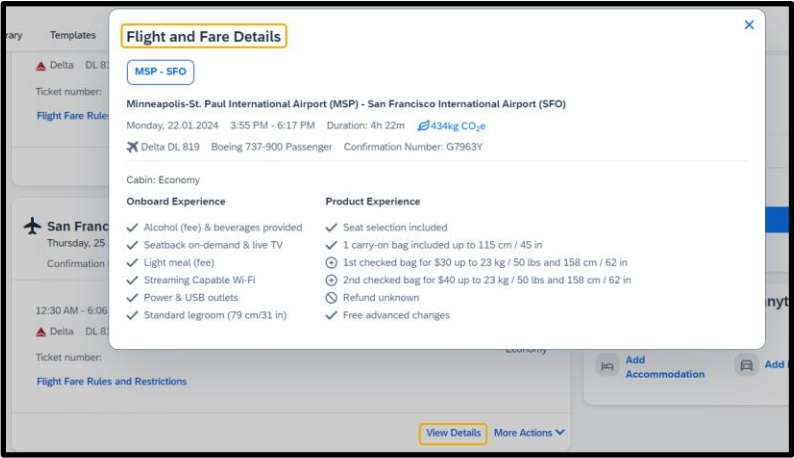 Templates
Delta DL
Ticket number:
Flight Fare
Flight and Fare Details
MSP - SFO
Minneapolis-St. Paul International Airport (MSP) - San Francisco International Airport (SFO)
Monday, 22.01.2024 3:55 PM - 6:17 PM Duration: 4h 22m 434kg CO₂e
Delta DL 819 Boeing 737-900 Passenger Confirmation Number: G7963Y
Cabin: Economy
Onboard Experience
Alcohol (fee) & beverages provided
Seatback on-demand & live TV
Light meal (fee)
Streaming Capable Wi-Fi
Power & USB outlets
Standard legroom (79 cm/31 in)
Product Experience
Seat selection included
1 carry-on bag included up to 115 cm / 45 in
1st checked bag for $30 up to 23 kg / 50 lbs and 158 cm / 62 in
2nd checked bag for $40 up to 23 kg / 50 lbs and 158 cm / 62 in
Refund unknown
Free advanced changes
San Franc
Thursday, 25
Confirmation
12:30 AM - 6:06
Delta DL
Ticket number:
Flight Fare Rules and Restrictions
View Details More Actions
Add
Accommodation
Add